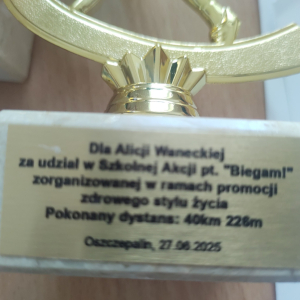 Dla Alicji Waneckiej
za udział w Szkolnej Akcji pt. "Biegam!"
zorganizowanej w ramach promocji
zdrowego stylu życia
Pokonany dystans: 40km 226m
Oszczepalin, 27.06.2025